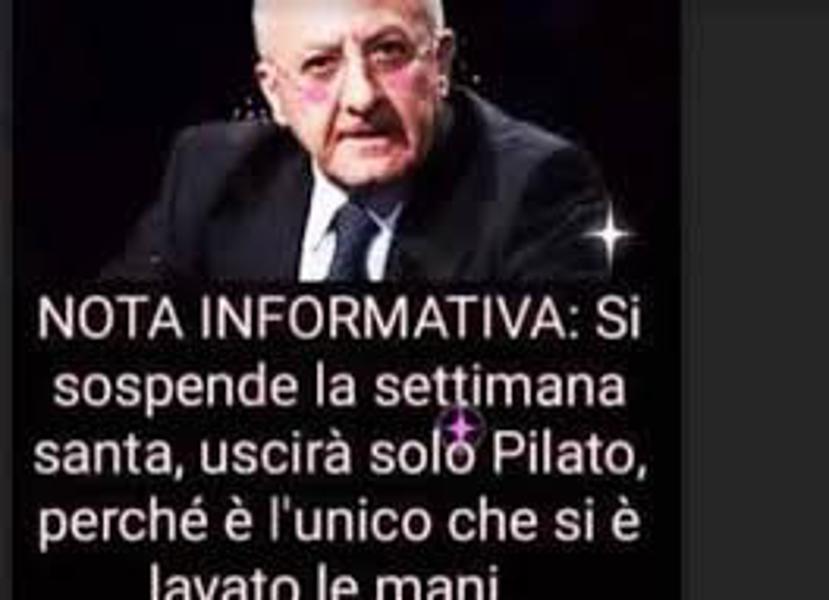 NOTA INFORMATIVA: Si
sospende la settimana
santa, uscirà solo Pilato,
perché è l'unico che si è
lavato le mani